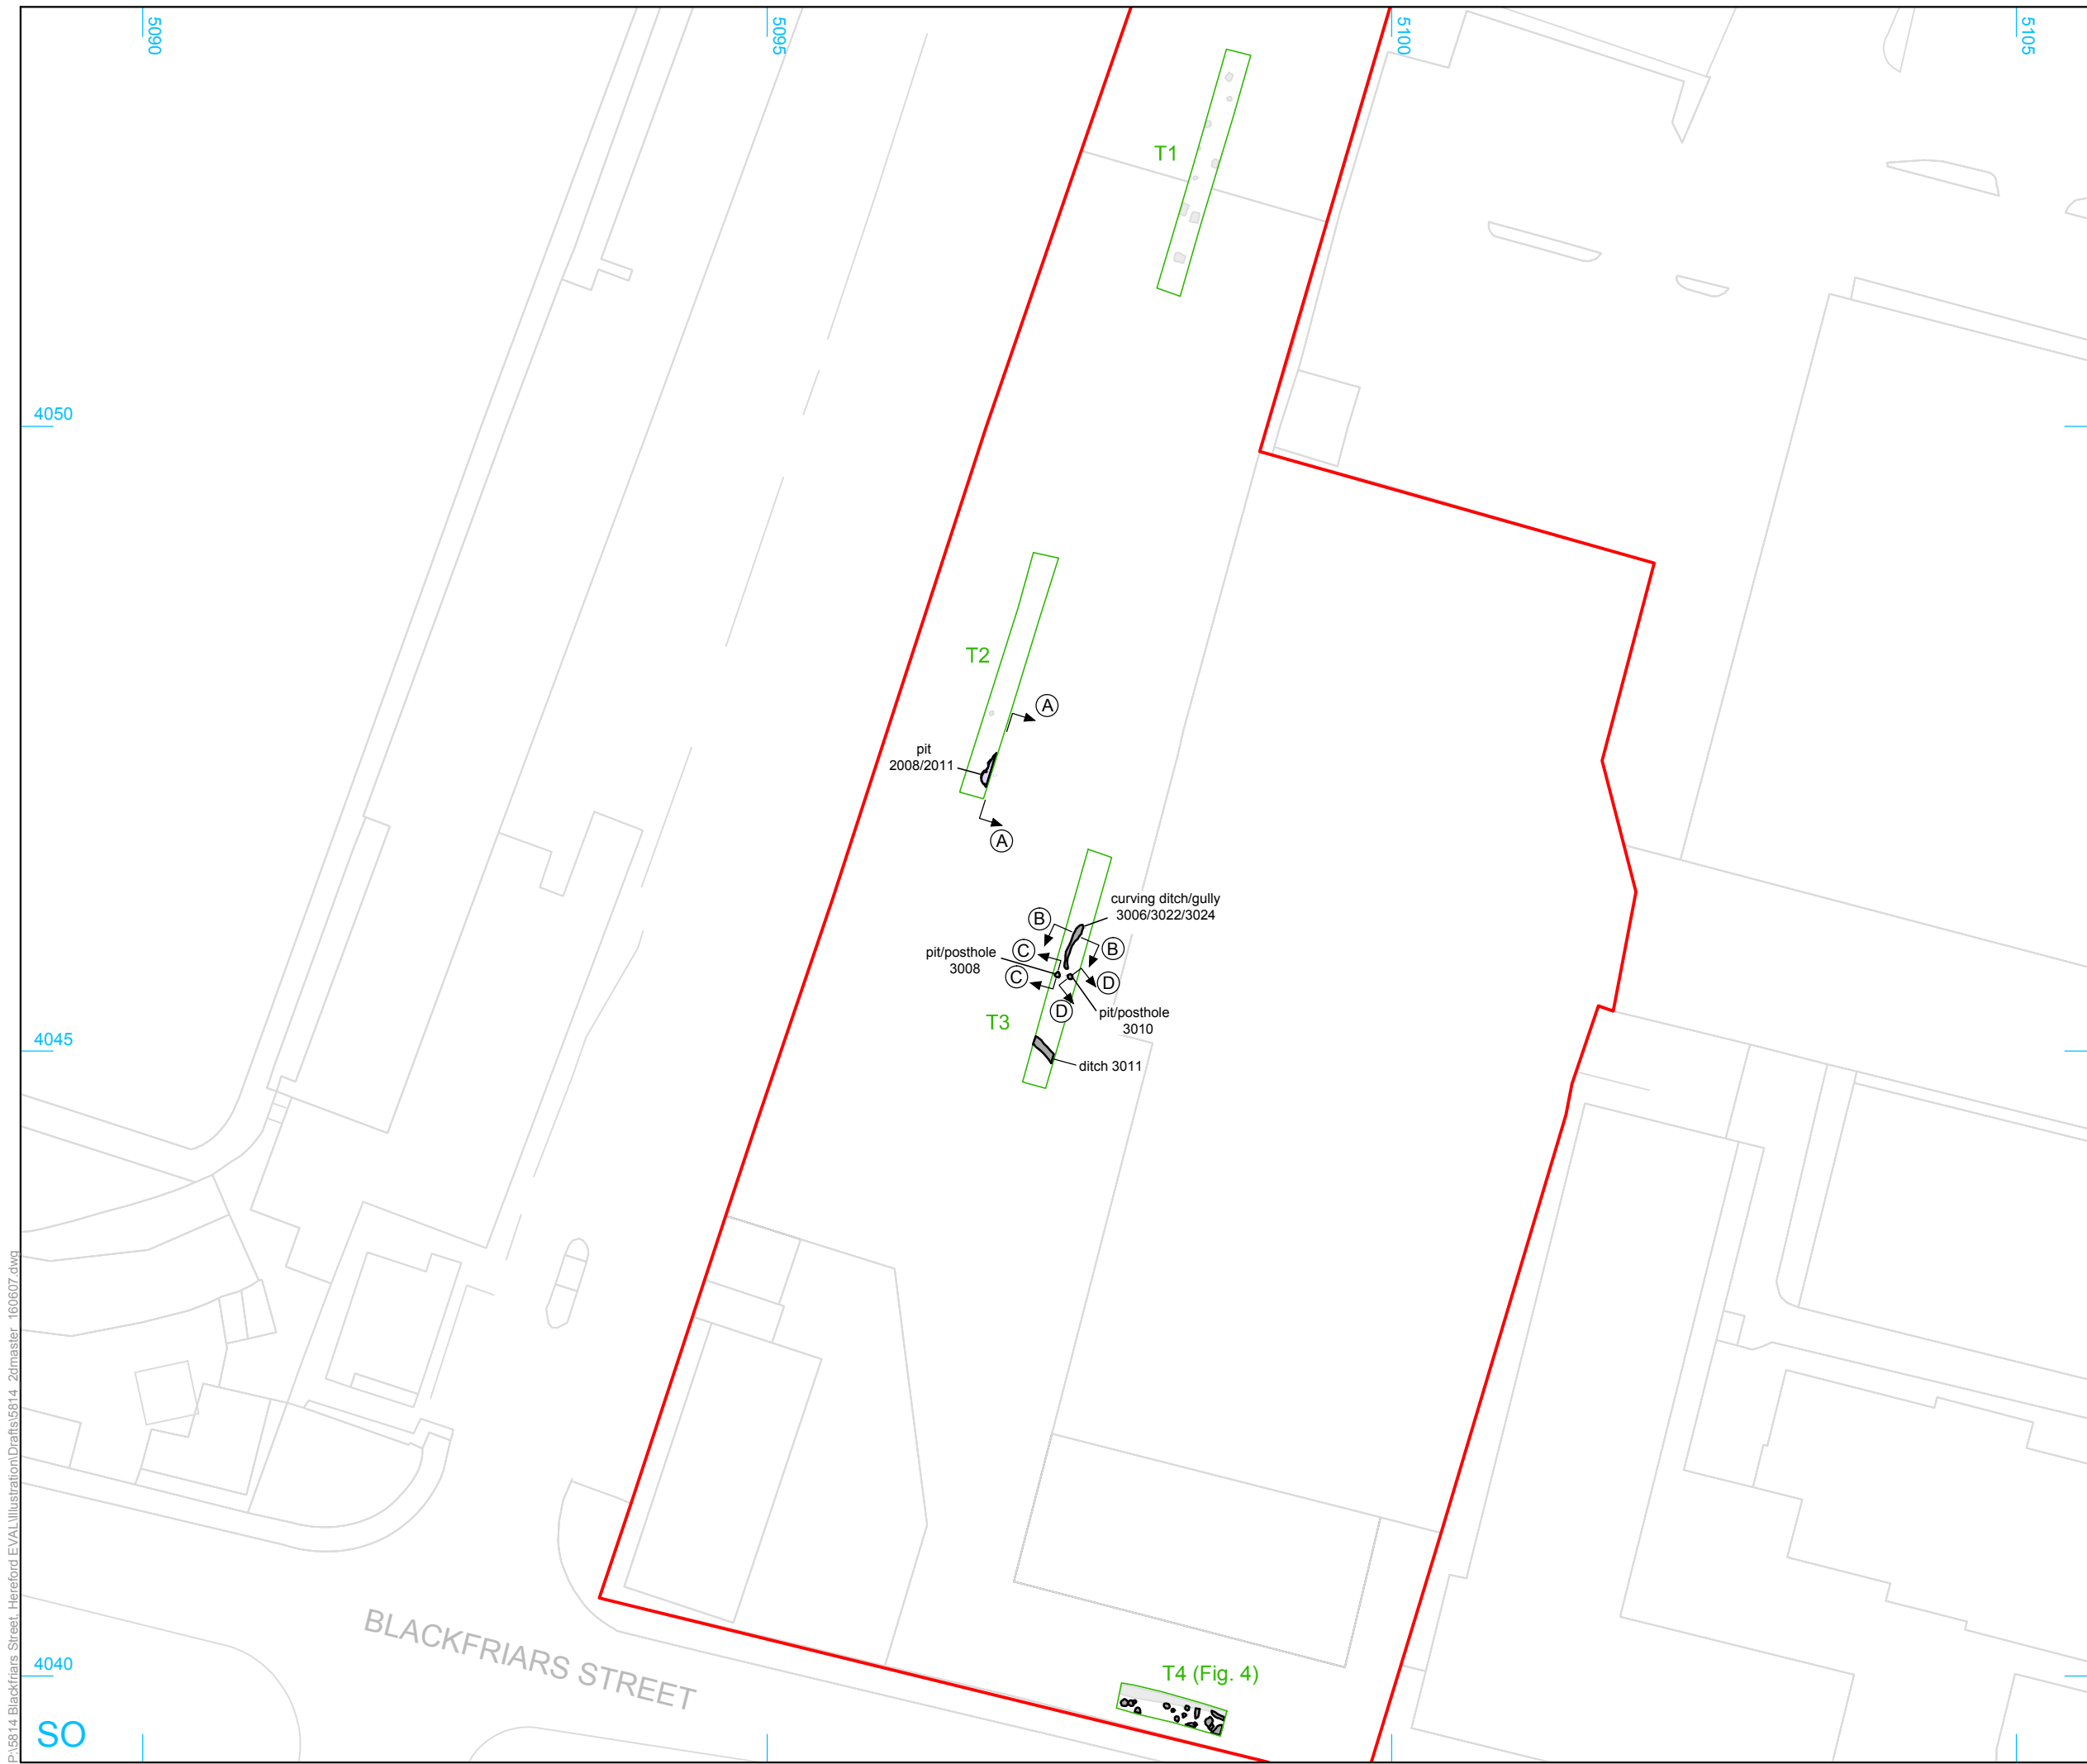 5090
5095
5100
5105
T1
4050
T2
A
pit
2008/2011
A
curving ditch/gully
3006/3022/3024
B
B
C
pit/posthole
3008
C
D
D
pit/posthole
3010
T3
4045
ditch 3011
P:\5814 Blackfriars Street, Hereford EVAL\Illustration\Drafts\5814_2dmaster_160607.dwg
BLACKFRIARS STREET
4040
T4 (Fig. 4)
SO